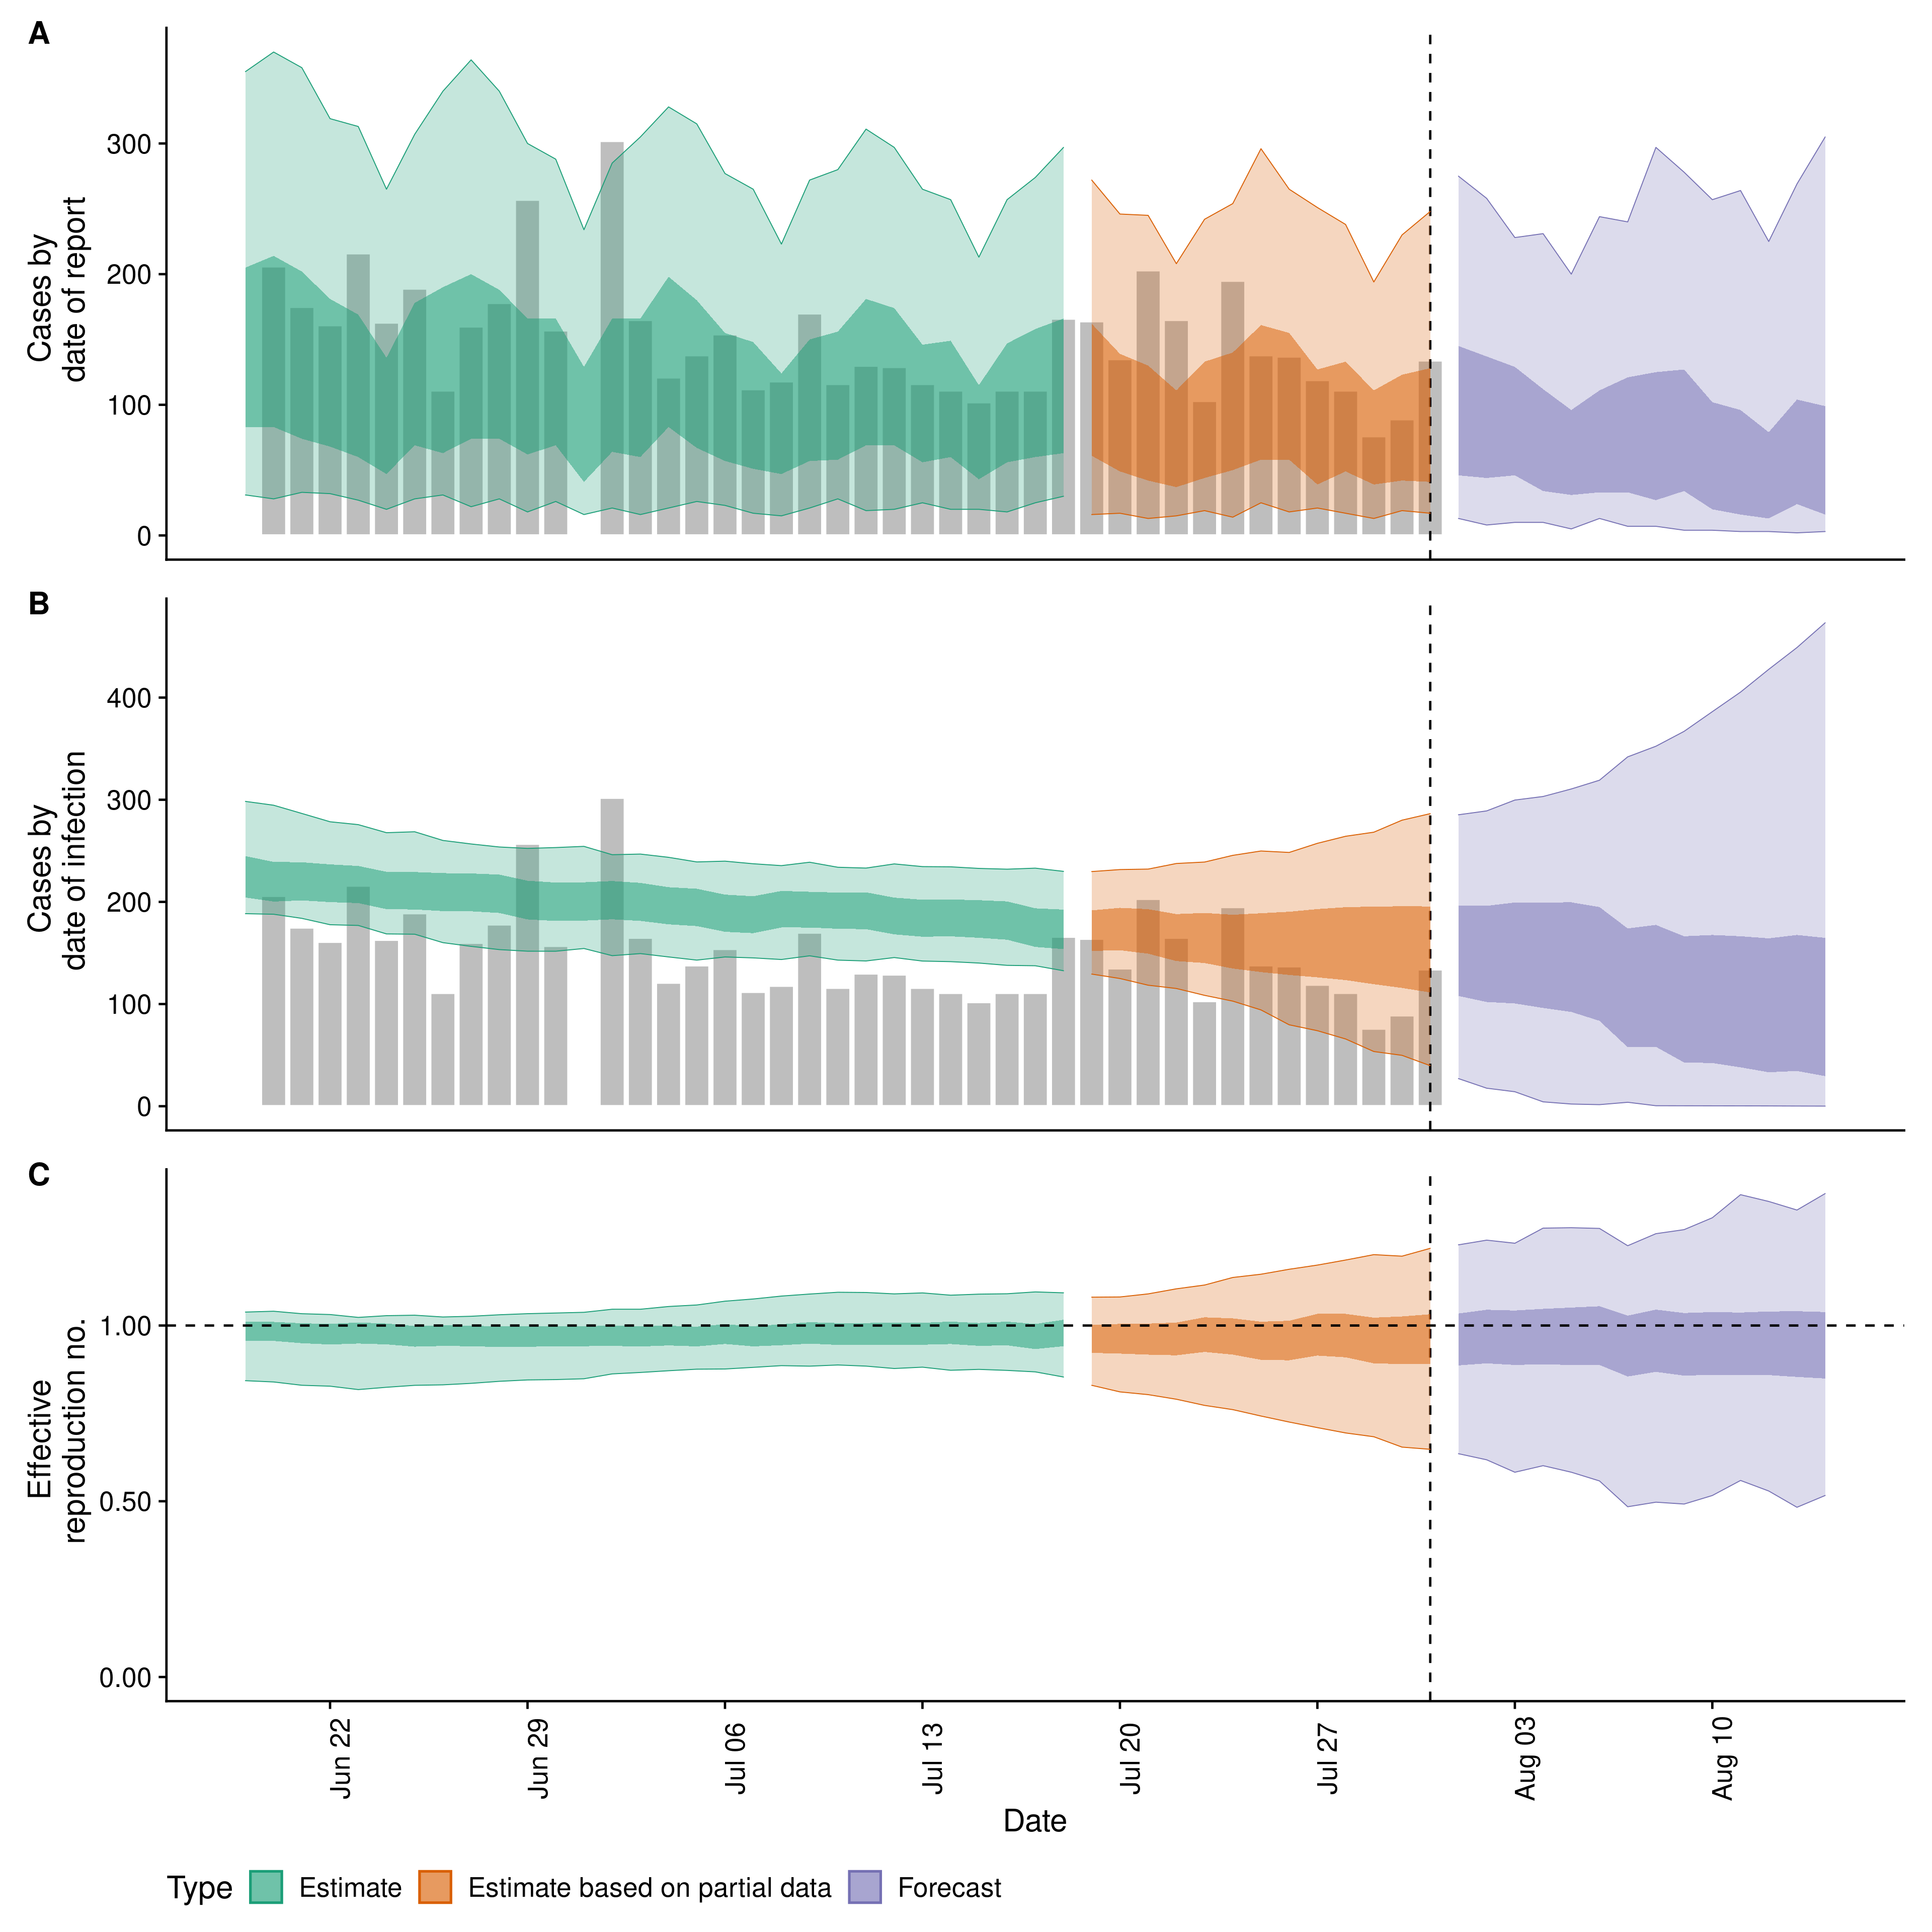 A
Cases by
date of report
300
200
100
0
B
Cases by
date of infection
400
300
200
100
0
C
Effective
reproduction no.
1.00
0.50
0.00
Jun 22
Jun 29
Jul 06
Jul 13
Jul 20
Jul 27
Aug 03
Aug 10
Date
Type Estimate Estimate based on partial data Forecast